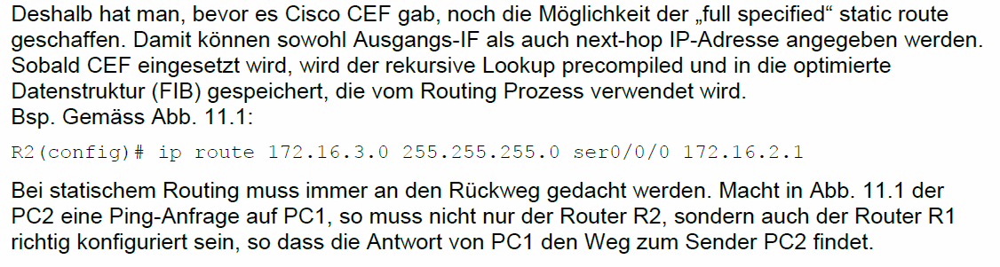 Deshalb hat man, bevor es Cisco CEF gab, noch die Möglichkeit der „full specified“ static route
geschaffen. Damit können sowohl Ausgangs-IF als auch next-hop IP-Adresse angegeben werden.
Sobald CEF eingesetzt wird, wird der rekursive Lookup precompiled und in die optimierte
Datenstruktur (FIB) gespeichert, die vom Routing Prozess verwendet wird.
Bsp. Gemäss Abb. 11.1:
R2(config)# ip route 172.16.3.0 255.255.255.0 ser0/0/0 172.16.2.1
Bei statischem Routing muss immer an den Rückweg gedacht werden. Macht in Abb. 11.1 der
PC2 eine Ping-Anfrage auf PC1, so muss nicht nur der Router R2, sondern auch der Router R1
richtig konfiguriert sein, so dass die Antwort von PC1 den Weg zum Sender PC2 findet.